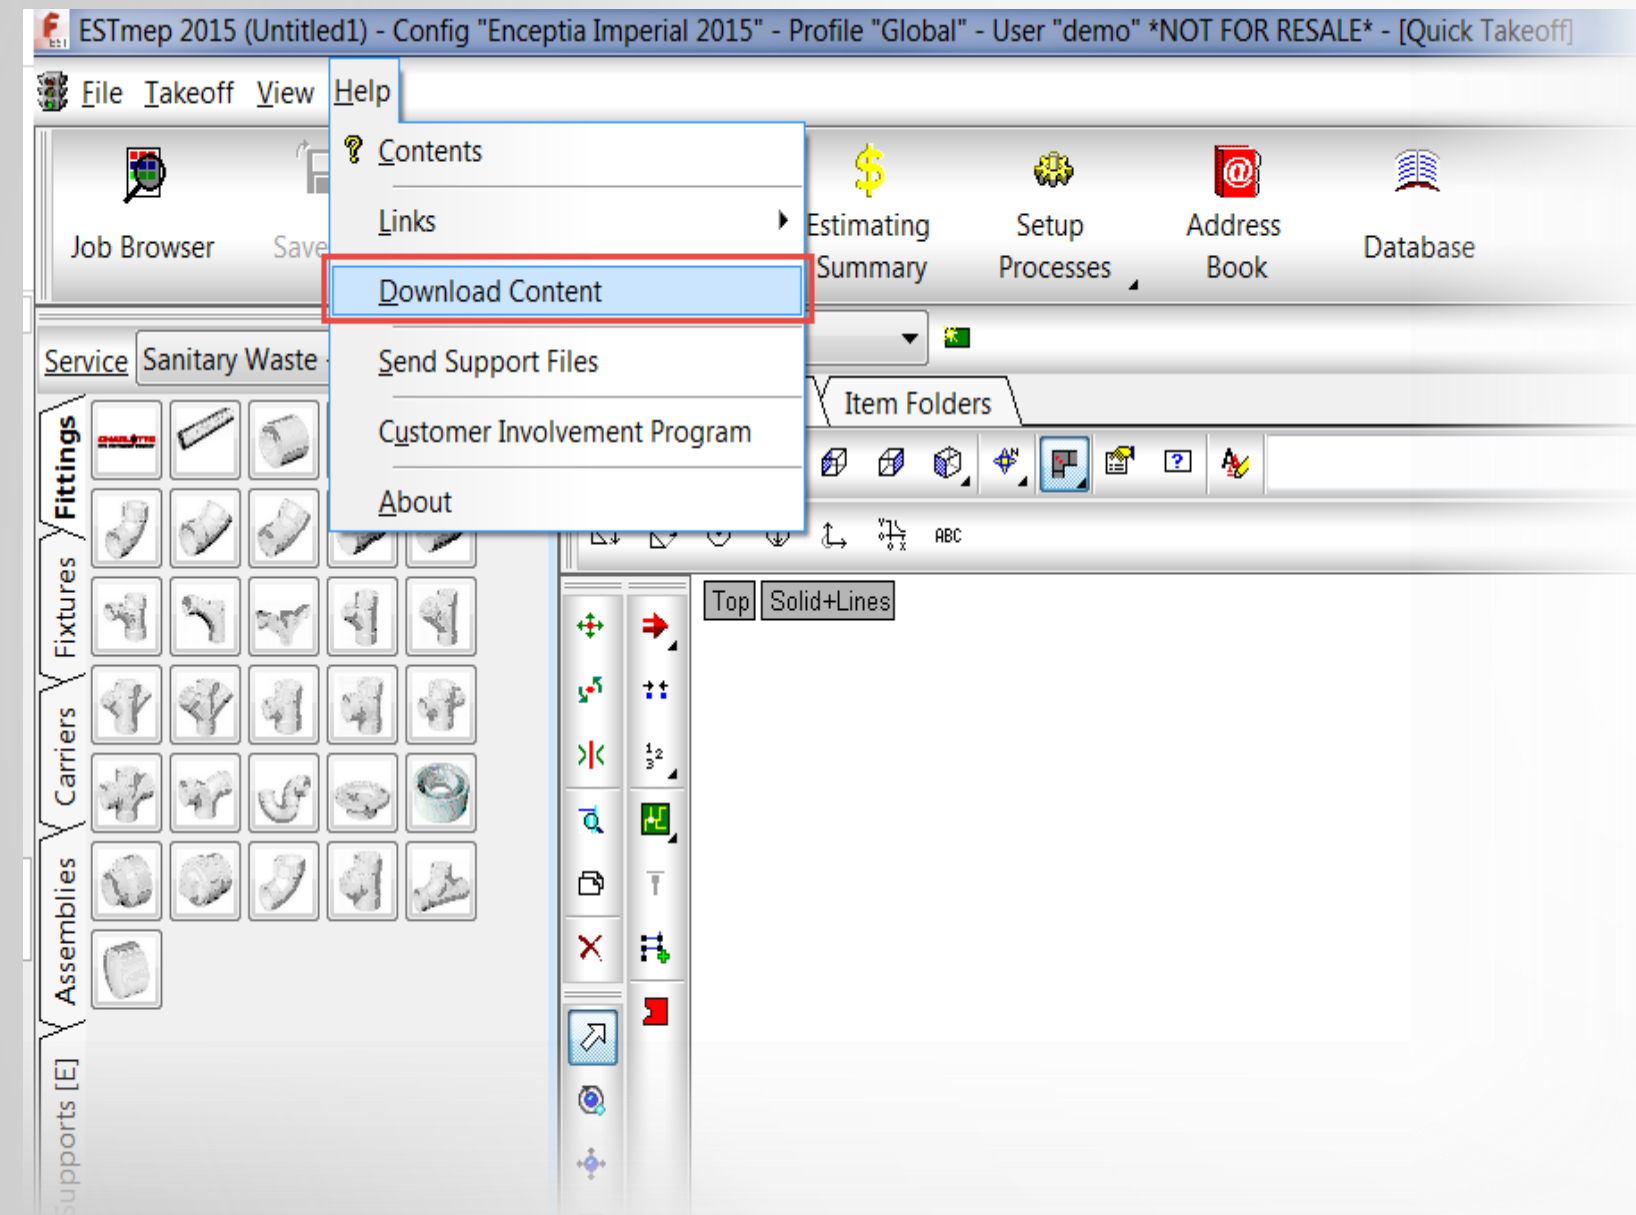 ESTmep 2015 (Untitled1) - Config "Enceptia Imperial 2015" - Profile "Global" - User "demo" *NOT FOR RESALE* - [Quick Takeoff]
File Takeoff View Help
Contents
Links
Download Content
Send Support Files
Customer Involvement Program
About
Job Browser
Save
Estimating
Summary
Setup
Processes
Address
Book
Database
Service Sanitary Waste -
Item Folders
Fittings
Fixtures
Carriers
Assemblies
Supports [E]
ABC
Top Solid+Lines